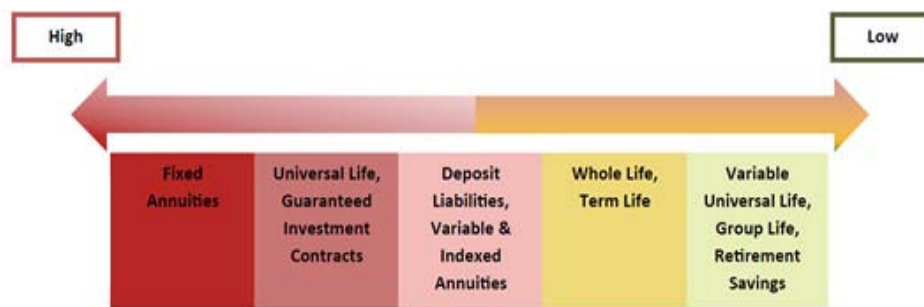 High
Low
Fixed
Annuities
Universal Life,
Guaranteed
Investment
Contracts
Deposit
Liabilities,
Variable &
Indexed
Annuities
Whole Life,
Term Life
Variable
Universal Life,
Group Life,
Retirement
Savings